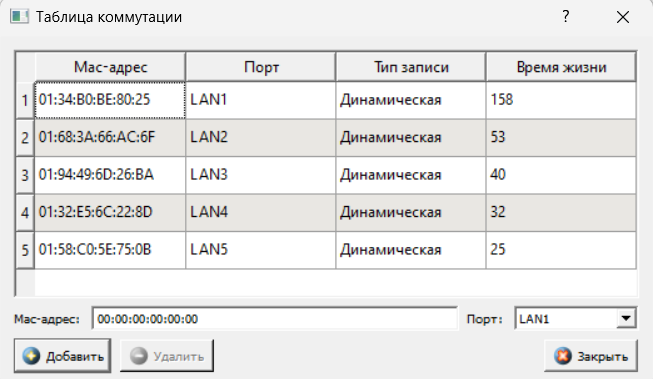 Таблица коммутации ?
Mac-адрес Порт Тип записи Время жизни
1 01:34:B0:BE:80:25 LAN1 Динамическая 158
2 01:68:3A:66:AC:6F LAN2 Динамическая 53
3 01:94:49:6D:26:BA LAN3 Динамическая 40
4 01:32:E5:6C:22:8D LAN4 Динамическая 32
5 01:58:C0:5E:75:0B LAN5 Динамическая 25
Mac-адрес: 00:00:00:00:00:00 Порт: LAN1
Добавить Удалить Закрыть